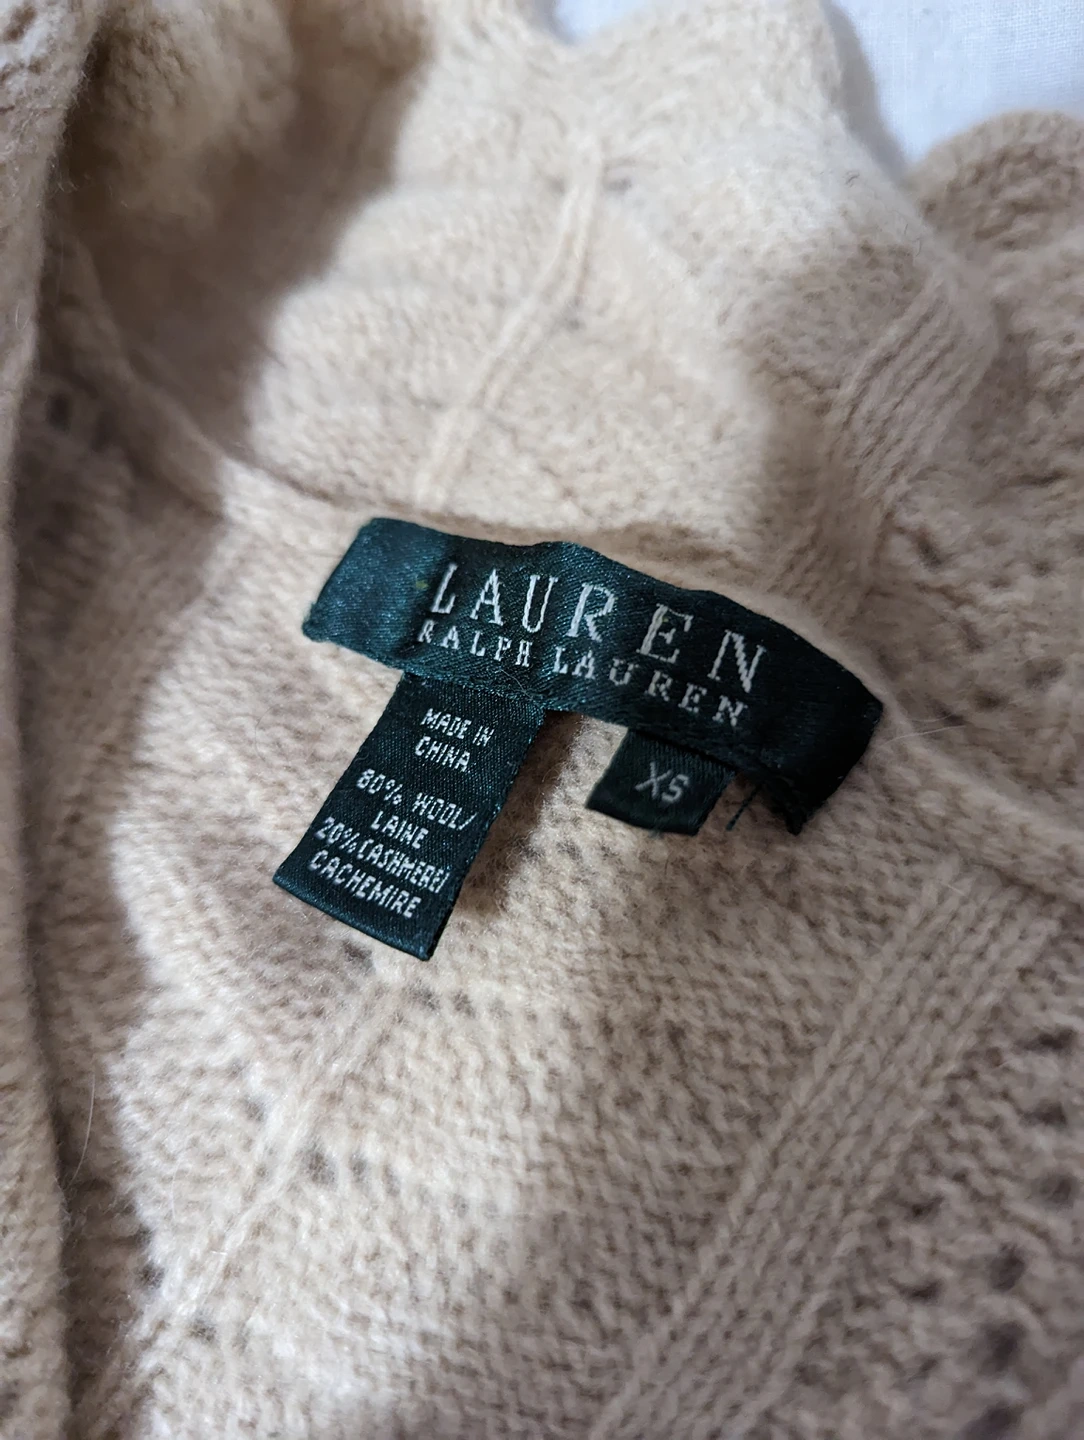 LAUREN
RALPH LAUREN
XS
MADE IN
CHINA
80% WOOL/
LAINE
20% CASHMERE/
CACHEMIRE